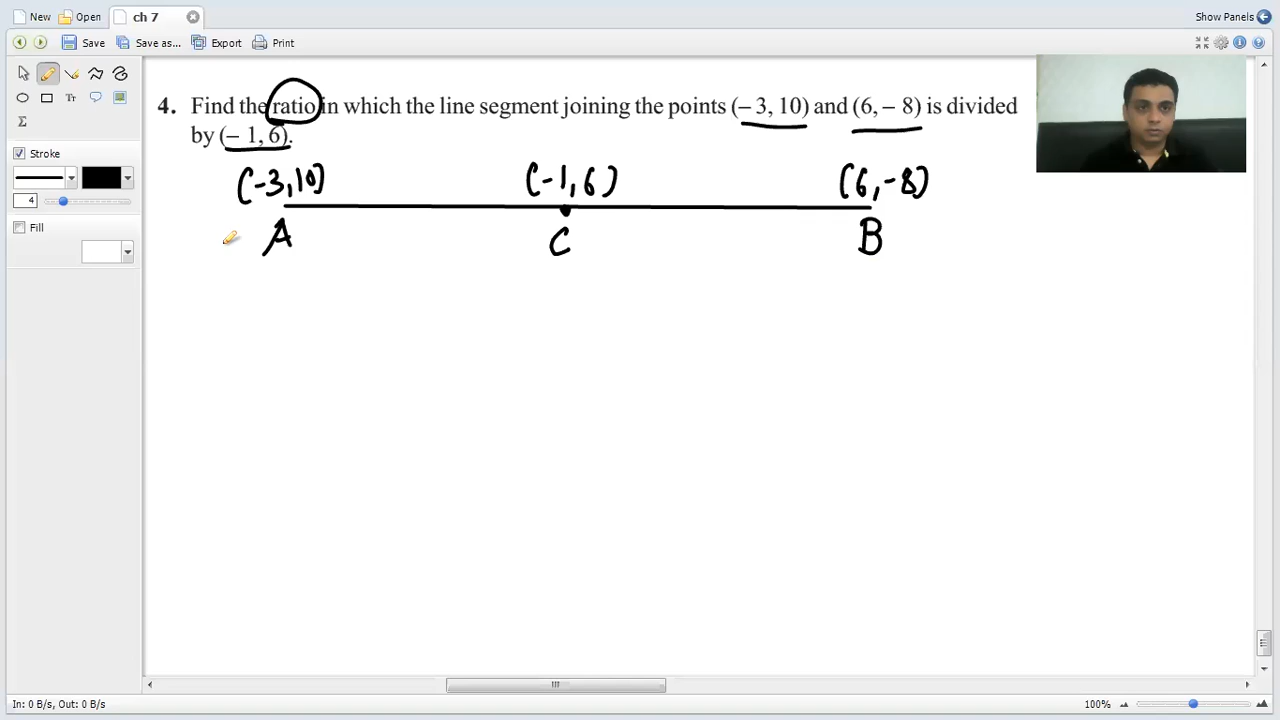 New Open ch 7 Show Panels
Save Save as... Export Print
Tr
Σ
Stroke
4
Fill
4. Find the ratio in which the line segment joining the points (– 3, 10) and (6, – 8) is divided
by (– 1, 6).
(-3,10) (-1,6) (6,-8)
A C B
In: 0 B/s, Out: 0 B/s 100%